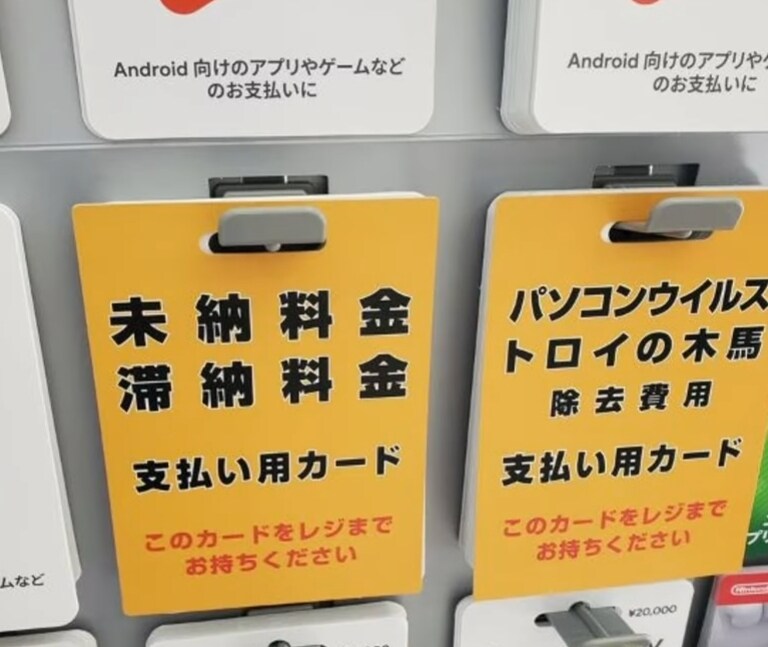 Android 向けのアプリやゲームなど
のお支払いに
Android 向けのアプリや
のお支払いに
未納料金
滞納料金
支払い用カード
このカードをレジまで
お持ちください
パソコンウイルス
トロイの木馬
除去費用
支払い用カード
このカードをレジまで
お持ちください
ムなど
プリ
¥20,000
Nintendo